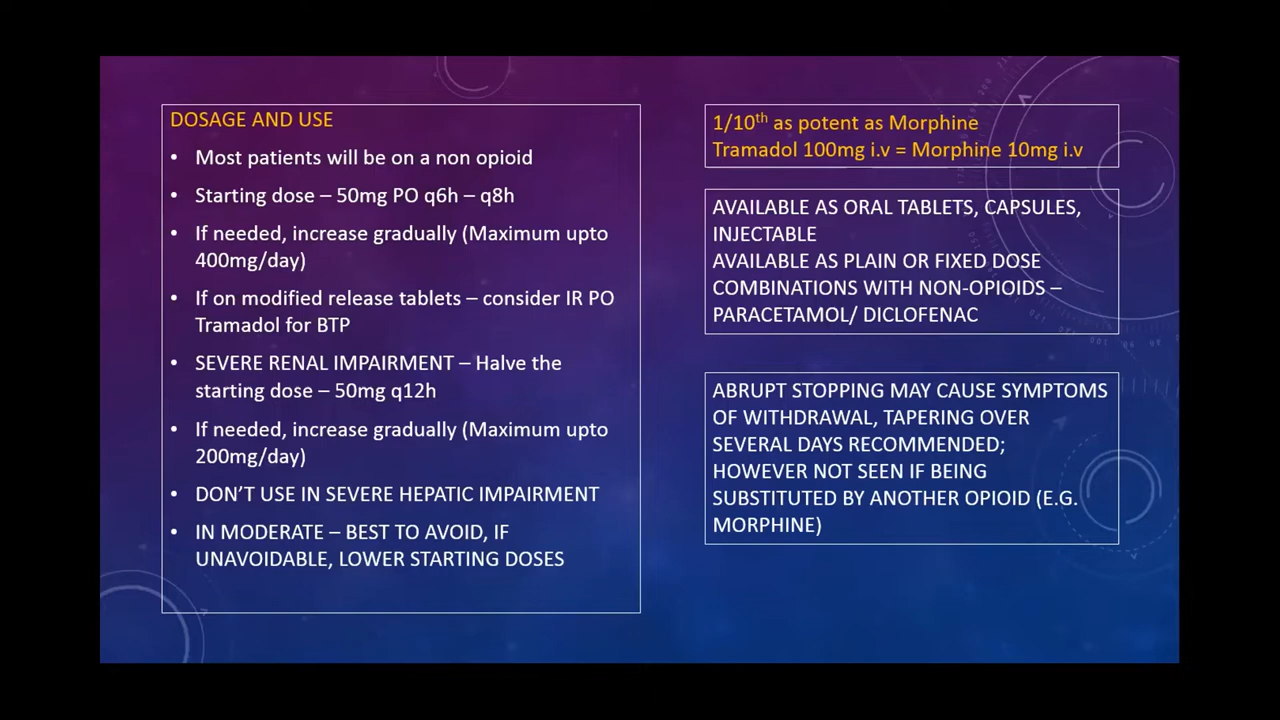 DOSAGE AND USE
• Most patients will be on a non opioid
• Starting dose – 50mg PO q6h – q8h
• If needed, increase gradually (Maximum upto
400mg/day)
• If on modified release tablets – consider IR PO
Tramadol for BTP
• SEVERE RENAL IMPAIRMENT – Halve the
starting dose – 50mg q12h
• If needed, increase gradually (Maximum upto
200mg/day)
• DON’T USE IN SEVERE HEPATIC IMPAIRMENT
• IN MODERATE – BEST TO AVOID, IF
UNAVOIDABLE, LOWER STARTING DOSES
1/10th as potent as Morphine
Tramadol 100mg i.v = Morphine 10mg i.v
AVAILABLE AS ORAL TABLETS, CAPSULES,
INJECTABLE
AVAILABLE AS PLAIN OR FIXED DOSE
COMBINATIONS WITH NON-OPIOIDS –
PARACETAMOL/ DICLOFENAC
ABRUPT STOPPING MAY CAUSE SYMPTOMS
OF WITHDRAWAL, TAPERING OVER
SEVERAL DAYS RECOMMENDED;
HOWEVER NOT SEEN IF BEING
SUBSTITUTED BY ANOTHER OPIOID (E.G.
MORPHINE)